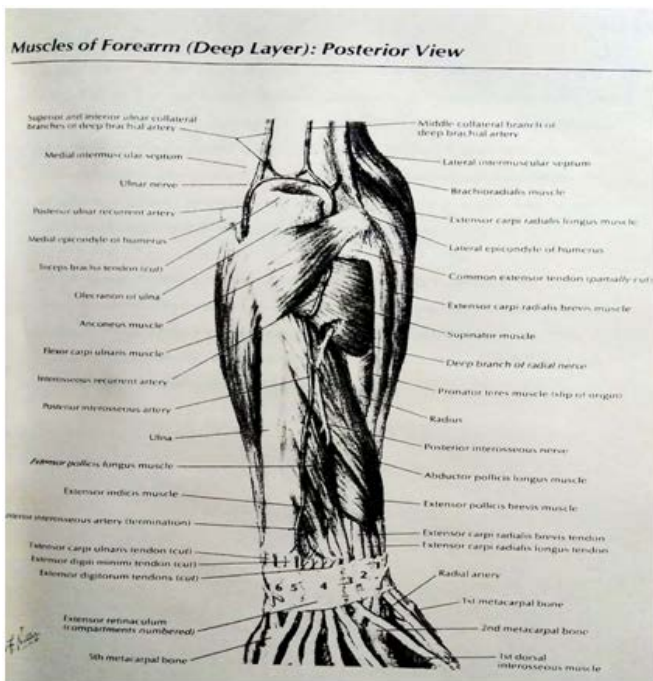 Muscles of Forearm (Deep Layer): Posterior View
Superior and inferior ulnar collateral
branches of deep brachial artery
Medial intermuscular septum
Ulnar nerve
Posterior ulnar recurrent artery
Medial epicondyle of humerus
Triceps brachii tendon (cut)
Olecranon of ulna
Anconeus muscle
Flexor carpi ulnaris muscle
Interosseous recurrent artery
Posterior interosseous artery
Ulna
Extensor pollicis longus muscle
Extensor indicis muscle
interosseous artery (termination)
Extensor carpi ulnaris tendon (cut)
Extensor digiti minimi tendon (cut)
Extensor digitorum tendons (cut)
Extensor retinaculum
(compartments numbered)
5th metacarpal bone
Middle collateral branch of
deep brachial artery
Lateral intermuscular septum
Brachioradialis muscle
Extensor carpi radialis longus muscle
Lateral epicondyle of humerus
Common extensor tendon (partially cut)
Extensor carpi radialis brevis muscle
Supinator muscle
Deep branch of radial nerve
Pronator teres muscle (slip of origin)
Radius
Posterior interosseous nerve
Abductor pollicis longus muscle
Extensor pollicis brevis muscle
Extensor carpi radialis brevis tendon
Extensor carpi radialis longus tendon
Radial artery
1st metacarpal bone
2nd metacarpal bone
1st dorsal
interosseous muscle
6 5 4 2